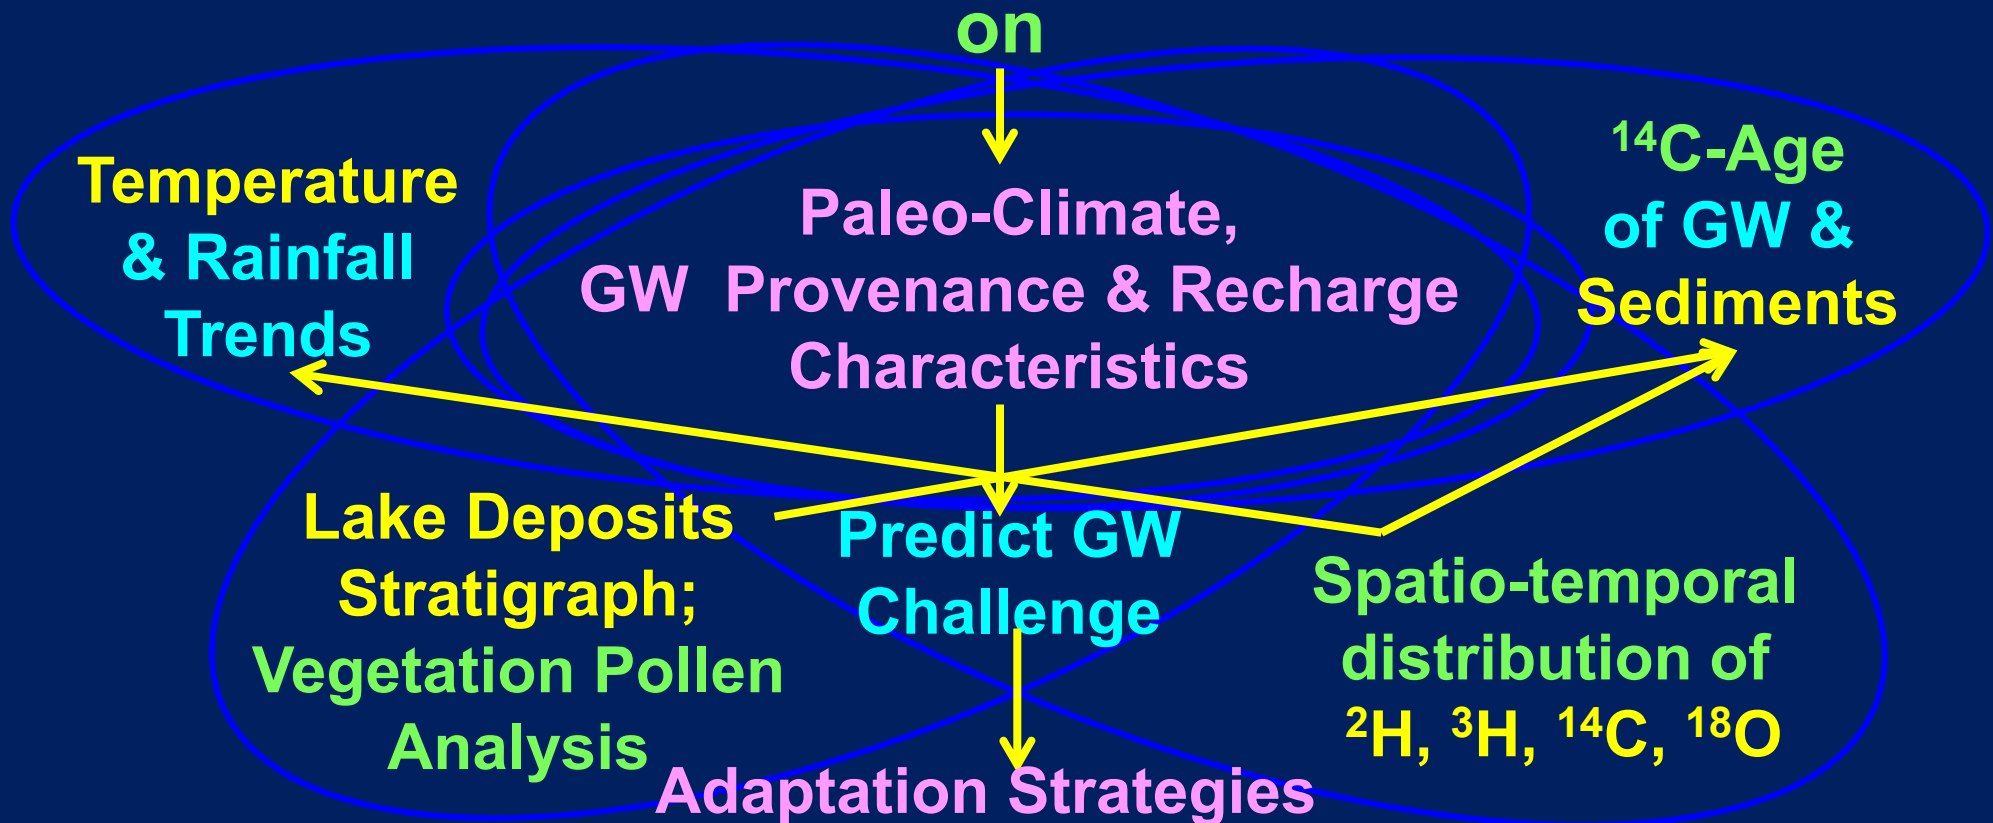 on
Temperature
& Rainfall
Trends
Paleo-Climate,
GW Provenance & Recharge
Characteristics
¹⁴C-Age
of GW &
Sediments
Lake Deposits
Stratigraph;
Vegetation Pollen
Analysis
Predict GW
Challenge
Spatio-temporal
distribution of
²H, ³H, ¹⁴C, ¹⁸O
Adaptation Strategies